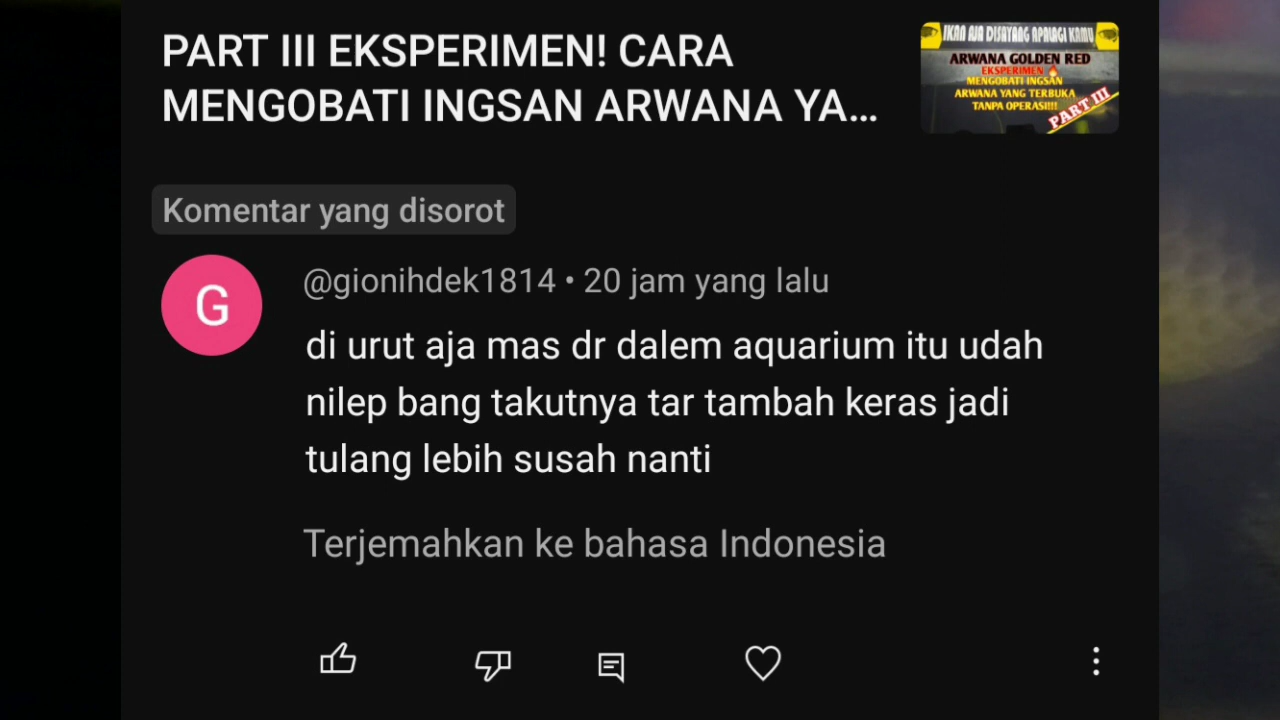 PART III EKSPERIMEN! CARA
MENGOBATI INGSAN ARWANA YA...
IKAN AJA DISAYANG APALAGI KAMU
ARWANA GOLDEN RED
EKSPERIMEN
MENGOBATI INGSAN
ARWANA YANG TERBUKA
TANPA OPERASI!!!!
PART III
Komentar yang disorot
G
@gionihdek1814 • 20 jam yang lalu
di urut aja mas dr dalem aquarium itu udah
nilep bang takutnya tar tambah keras jadi
tulang lebih susah nanti
Terjemahkan ke bahasa Indonesia